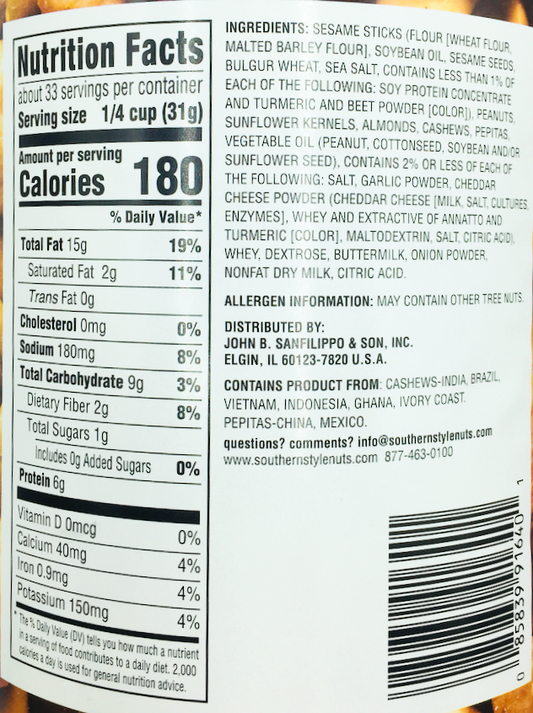 Nutrition Facts
about 33 servings per container
Serving size 1/4 cup (31g)
Amount per serving
Calories 180
% Daily Value*
Total Fat 15g 19%
Saturated Fat 2g 11%
Trans Fat 0g
Cholesterol 0mg 0%
Sodium 180mg 8%
Total Carbohydrate 9g 3%
Dietary Fiber 2g 8%
Total Sugars 1g
Includes 0g Added Sugars 0%
Protein 6g
Vitamin D 0mcg 0%
Calcium 40mg 4%
Iron 0.9mg 4%
Potassium 150mg 4%
* The % Daily Value (DV) tells you how much a nutrient
in a serving of food contributes to a daily diet. 2,000
calories a day is used for general nutrition advice.
INGREDIENTS: SESAME STICKS (FLOUR [WHEAT FLOUR,
MALTED BARLEY FLOUR], SOYBEAN OIL, SESAME SEEDS,
BULGUR WHEAT, SEA SALT, CONTAINS LESS THAN 1% OF
EACH OF THE FOLLOWING: SOY PROTEIN CONCENTRATE
AND TURMERIC AND BEET POWDER [COLOR]), PEANUTS,
SUNFLOWER KERNELS, ALMONDS, CASHEWS, PEPITAS,
VEGETABLE OIL (PEANUT, COTTONSEED, SOYBEAN AND/OR
SUNFLOWER SEED), CONTAINS 2% OR LESS OF EACH OF
THE FOLLOWING: SALT, GARLIC POWDER, CHEDDAR
CHEESE POWDER (CHEDDAR CHEESE [MILK, SALT, CULTURES,
ENZYMES], WHEY AND EXTRACTIVE OF ANNATTO AND
TURMERIC [COLOR], MALTODEXTRIN, SALT, CITRIC ACID),
WHEY, DEXTROSE, BUTTERMILK, ONION POWDER,
NONFAT DRY MILK, CITRIC ACID.
ALLERGEN INFORMATION: MAY CONTAIN OTHER TREE NUTS.
DISTRIBUTED BY:
JOHN B. SANFILIPPO & SON, INC.
ELGIN, IL 60123-7820 U.S.A.
CONTAINS PRODUCT FROM: CASHEWS-INDIA, BRAZIL,
VIETNAM, INDONESIA, GHANA, IVORY COAST.
PEPITAS-CHINA, MEXICO.
questions? comments? info@southernstylenuts.com
www.southernstylenuts.com 877-463-0100
0 85839 91640 1